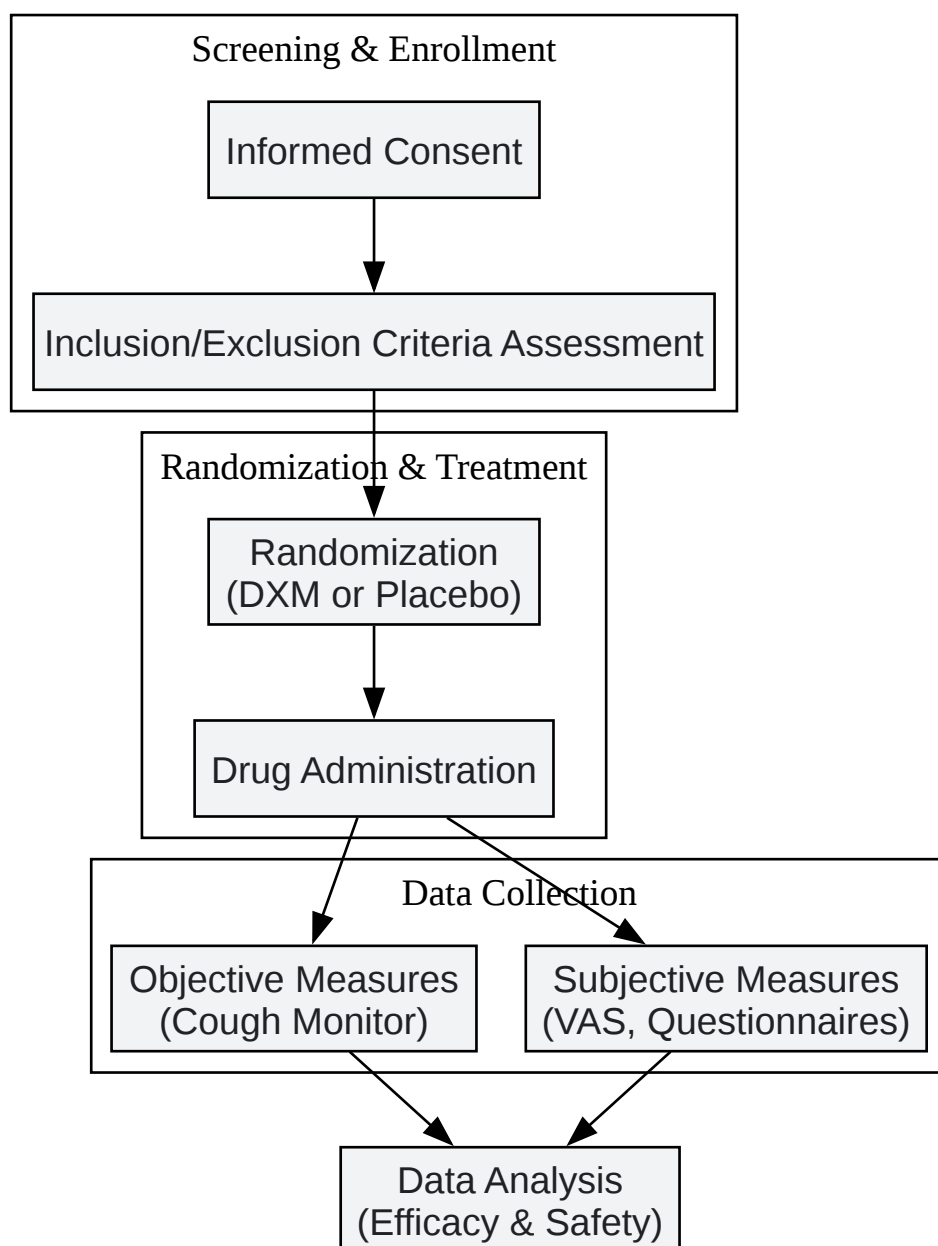 Screening & Enrollment
Informed Consent
Inclusion/Exclusion Criteria Assessment
Randomization & Treatment
Randomization
(DXM or Placebo)
Drug Administration
Data Collection
Objective Measures
(Cough Monitor)
Subjective Measures
(VAS, Questionnaires)
Data Analysis
(Efficacy & Safety)